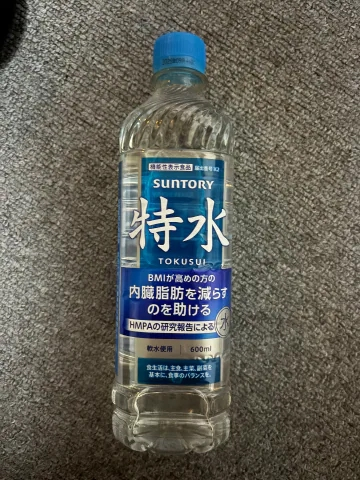 機能性表示食品
SUNTORY
特水
TOKUSUI
BMIが高めの方の
内臓脂肪を減らす
のを助ける
HMPAの研究報告による
水
軟水使用 600ml
食生活は、主食、主菜、副菜を
基本に、食事のバランスを。